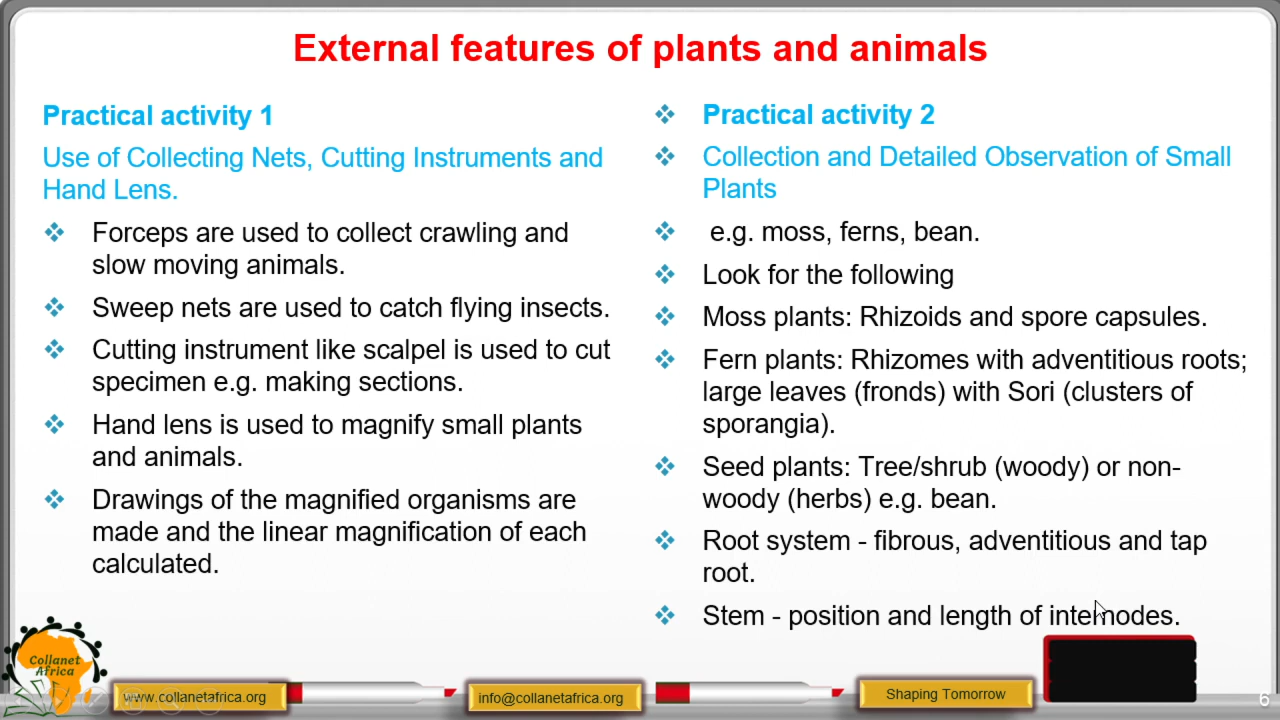 External features of plants and animals
Practical activity 1
Use of Collecting Nets, Cutting Instruments and
Hand Lens.
Forceps are used to collect crawling and
slow moving animals.
Sweep nets are used to catch flying insects.
Cutting instrument like scalpel is used to cut
specimen e.g. making sections.
Hand lens is used to magnify small plants
and animals.
Drawings of the magnified organisms are
made and the linear magnification of each
calculated.
Practical activity 2
Collection and Detailed Observation of Small
Plants
e.g. moss, ferns, bean.
Look for the following
Moss plants: Rhizoids and spore capsules.
Fern plants: Rhizomes with adventitious roots;
large leaves (fronds) with Sori (clusters of
sporangia).
Seed plants: Tree/shrub (woody) or non-
woody (herbs) e.g. bean.
Root system - fibrous, adventitious and tap
root.
Stem - position and length of internodes.
Collanet
Africa
www.collanetafrica.org
info@collanetafrica.org
Shaping Tomorrow
6